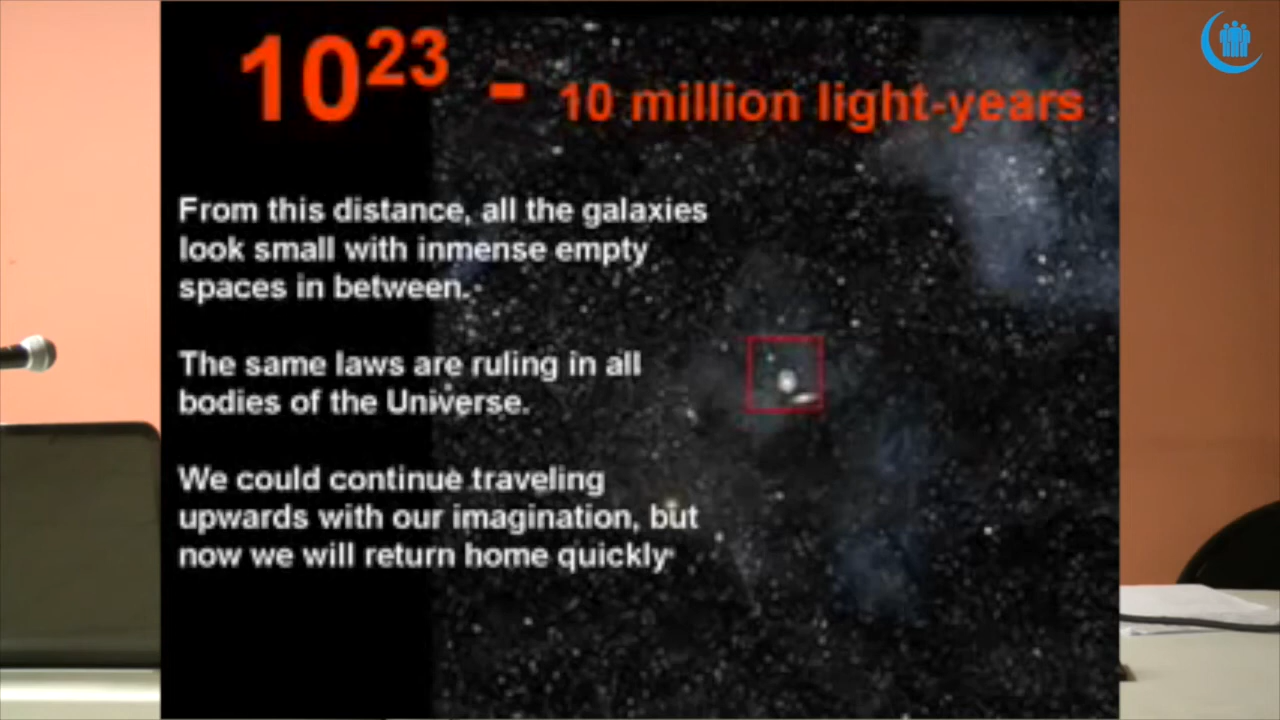 10²³ - 10 million light-years
From this distance, all the galaxies
look small with inmense empty
spaces in between.
The same laws are ruling in all
bodies of the Universe.
We could continue traveling
upwards with our imagination, but
now we will return home quickly